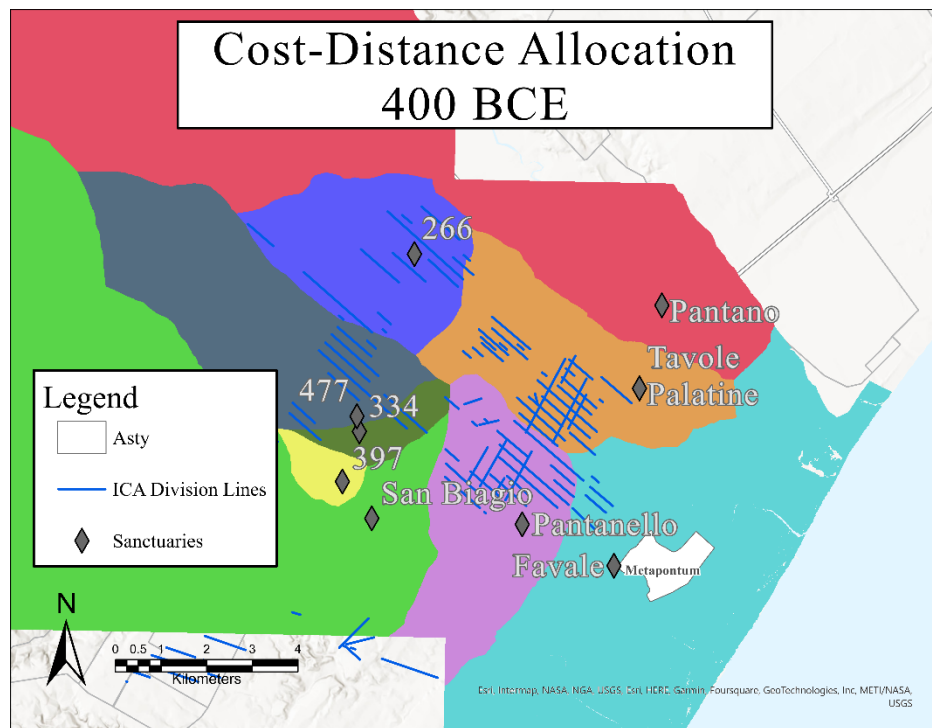 Cost-Distance Allocation
400 BCE
266
Pantano
Tavole
Palatine
477
334
397
San Biagio
Pantanello
Favale
Metapontum
Legend
Asty
ICA Division Lines
Sanctuaries
N
0 0.5 1 2 3 4
Kilometers
Esri, Intermap, NASA, NGA, USGS, Esri, HERE, Garmin, Foursquare, GeoTechnologies, Inc, METI/NASA,
USGS